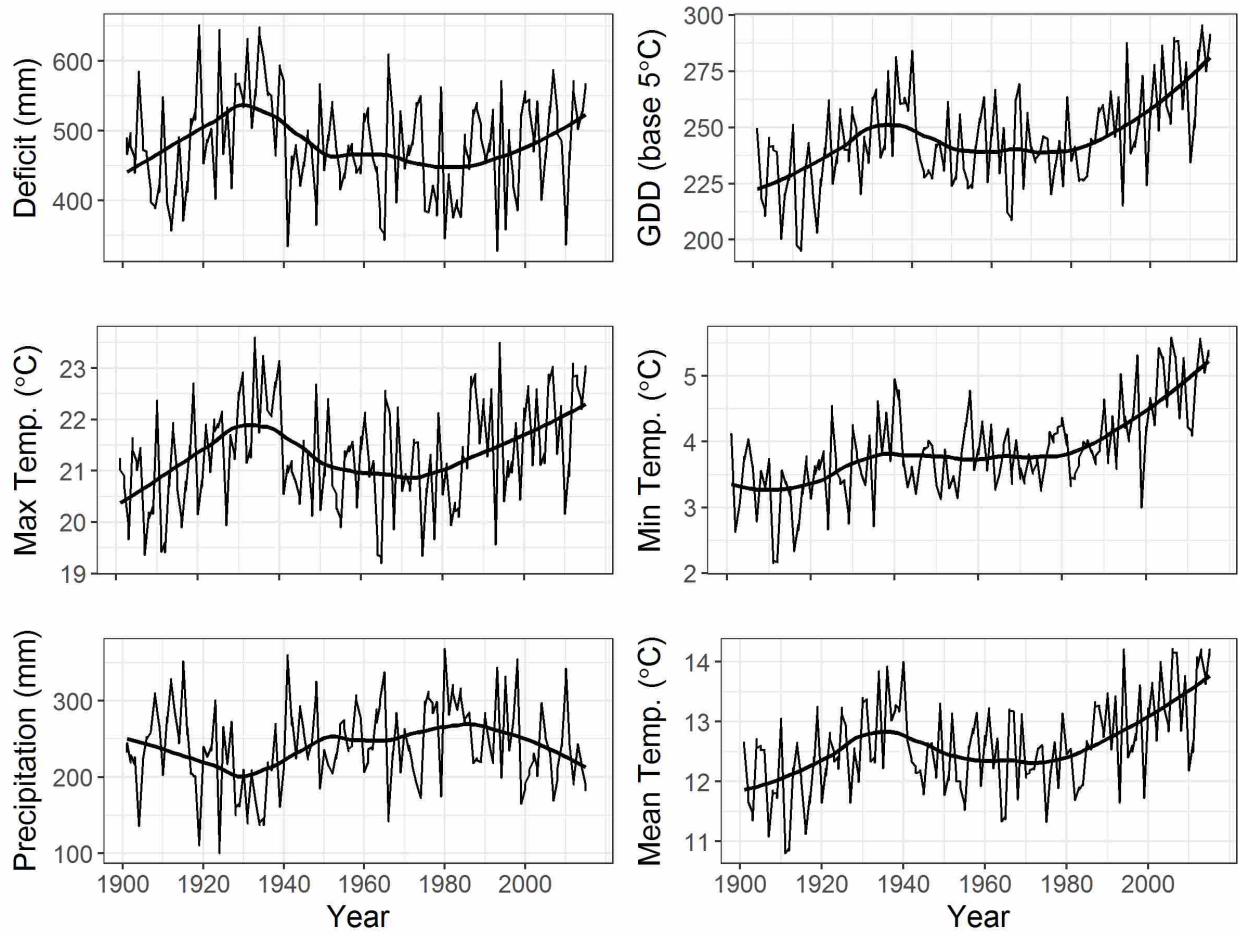 Deficit (mm)
600
500
400
GDD (base 5°C)
300
275
250
225
200
Max Temp. (°C)
23
22
21
20
19
Min Temp. (°C)
5
4
3
2
Precipitation (mm)
300
200
100
1900 1920 1940 1960 1980 2000
Year
Mean Temp. (°C)
14
13
12
11
1900 1920 1940 1960 1980 2000
Year